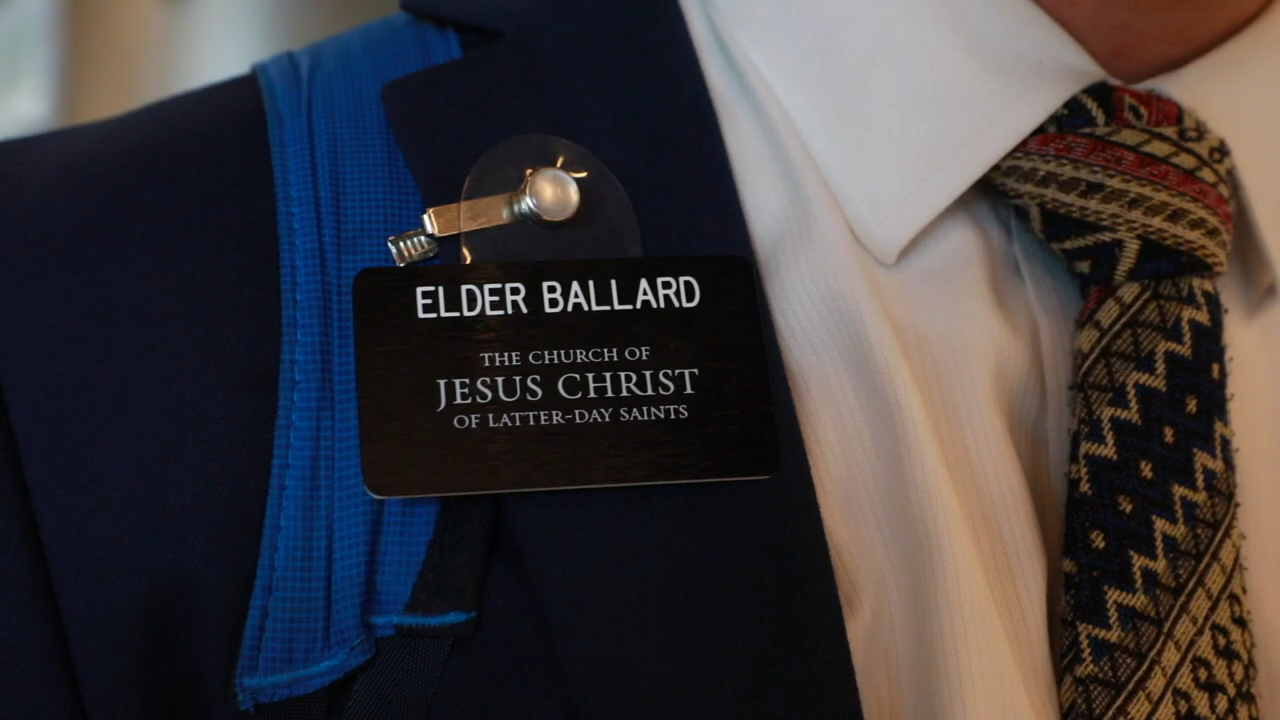 ELDER BALLARD
THE CHURCH OF
JESUS CHRIST
OF LATTER-DAY SAINTS